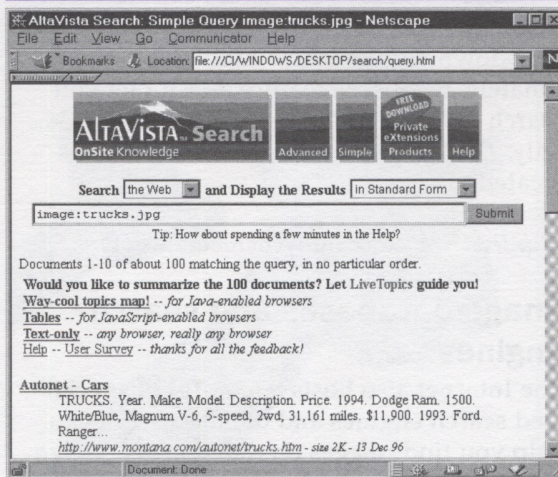 AltaVista Search: Simple Query image:trucks.jpg - Netscape
File Edit View Go Communicator Help
Bookmarks Location: file:///C|/WINDOWS/DESKTOP/search/query.html
N
ALTAVISTA Search
OnSite Knowledge
Advanced
Simple
FREE DOWNLOAD
Private eXtensions Products
Help
Search the Web and Display the Results in Standard Form
image:trucks.jpg Submit
Tip: How about spending a few minutes in the Help?
Documents 1-10 of about 100 matching the query, in no particular order.
Would you like to summarize the 100 documents? Let LiveTopics guide you!
Way-cool topics map! -- for Java-enabled browsers
Tables -- for JavaScript-enabled browsers
Text-only -- any browser, really any browser
Help -- User Survey -- thanks for all the feedback!
Autonet - Cars
TRUCKS. Year. Make. Model. Description. Price. 1994. Dodge Ram. 1500.
White/Blue, Magnum V-6, 5-speed, 2wd, 31,161 miles. $11,900. 1993. Ford.
Ranger...
http://www.montana.com/autonet/trucks.htm - size 2K - 13 Dec 96
Document: Done